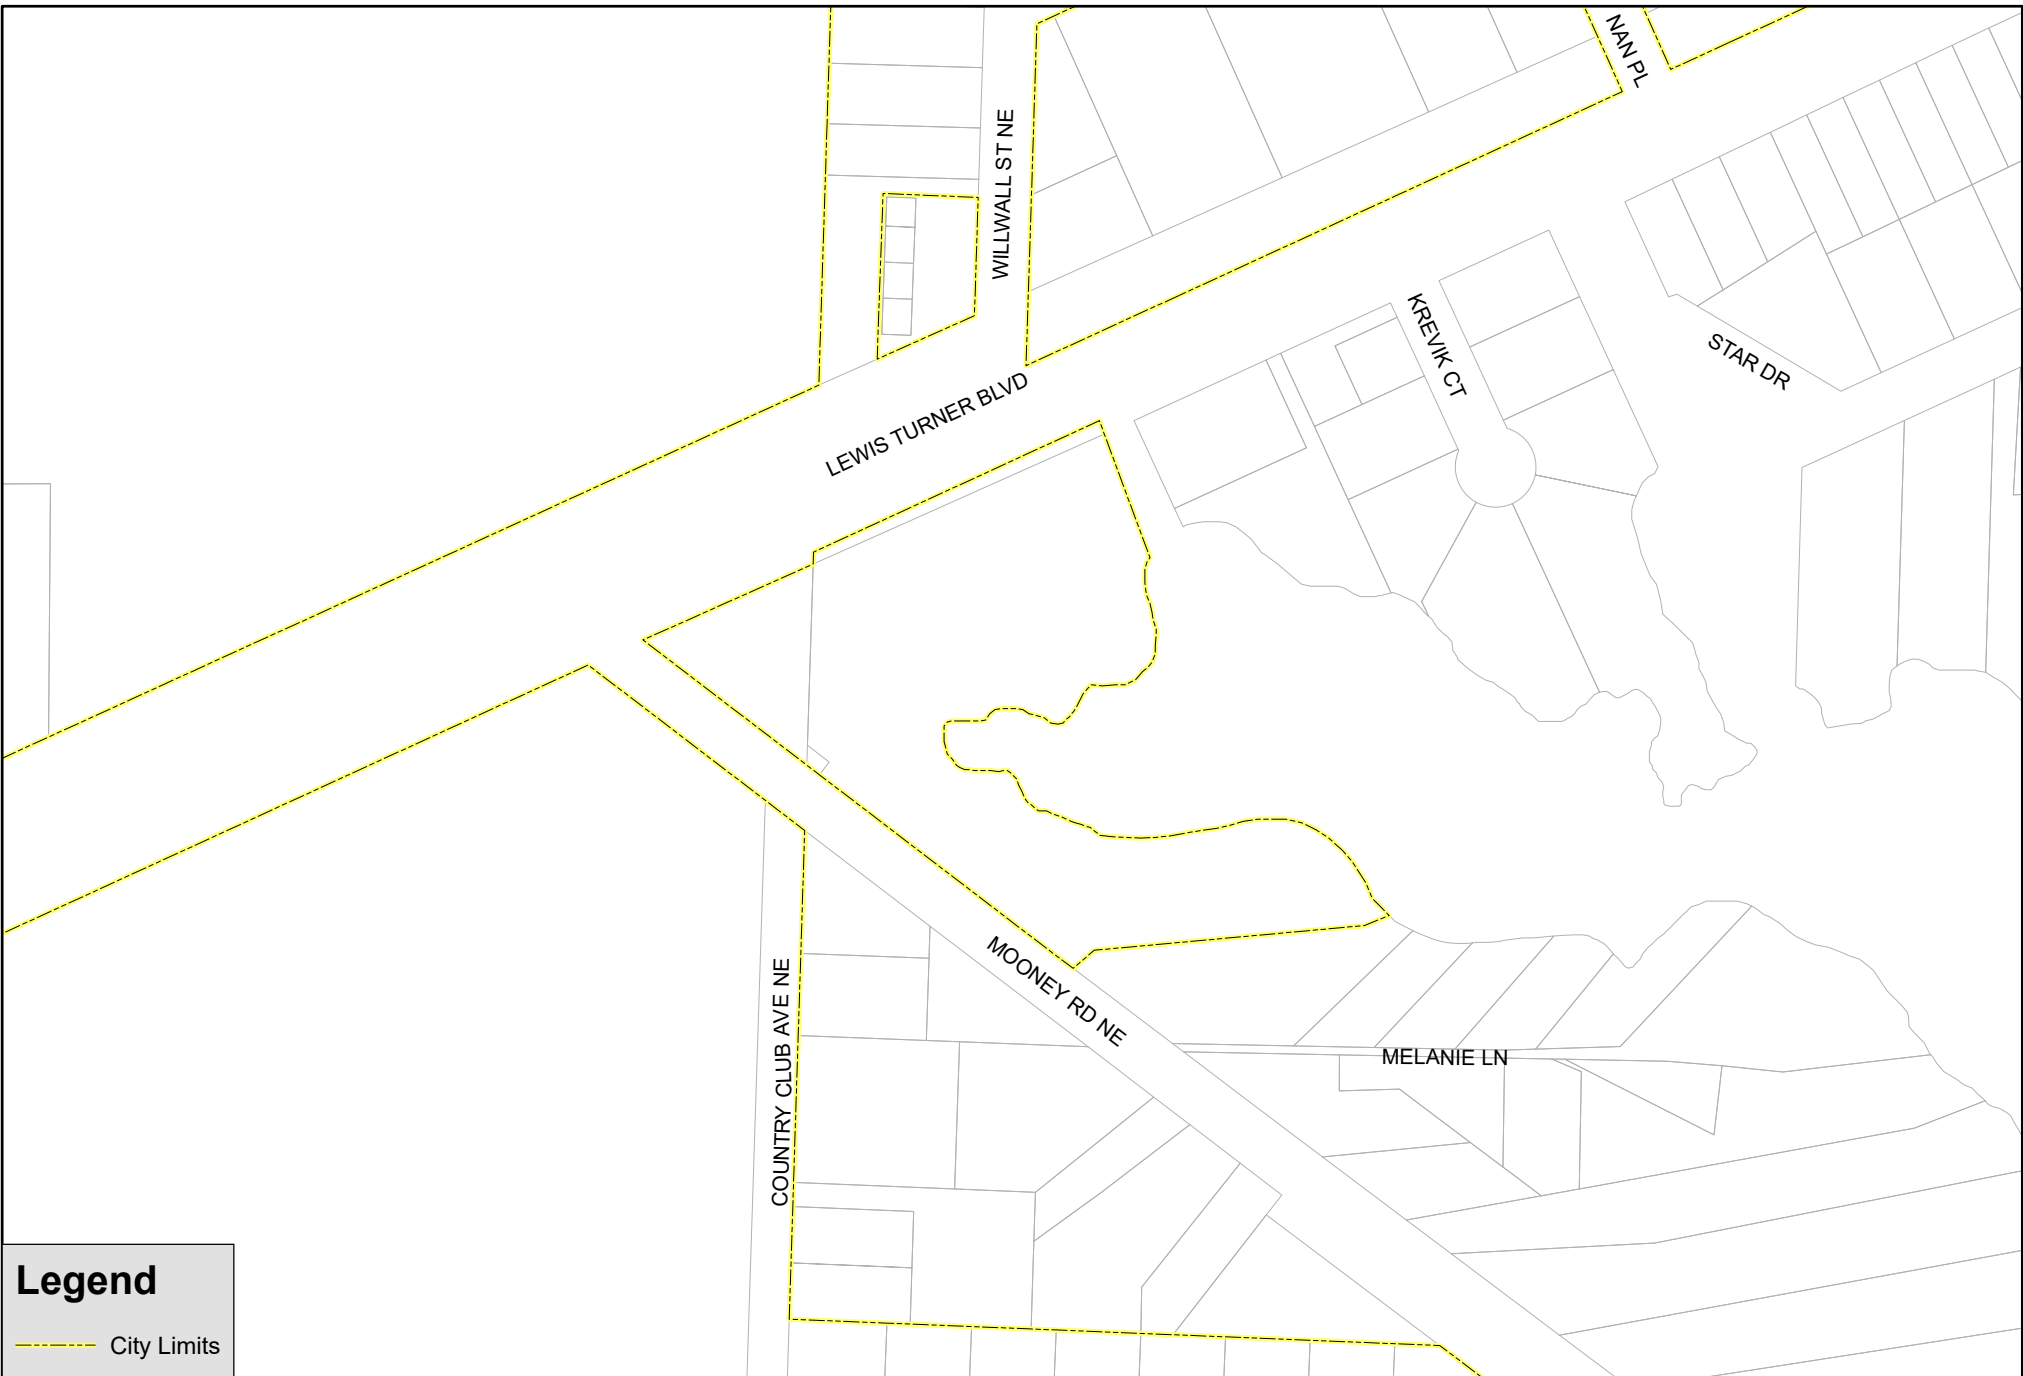 NAN PL
WILLWALL ST NE
KREVIK CT
STAR DR
LEWIS TURNER BLVD
MOONEY RD NE
COUNTRY CLUB AVE NE
MELANIE LN
Legend
City Limits